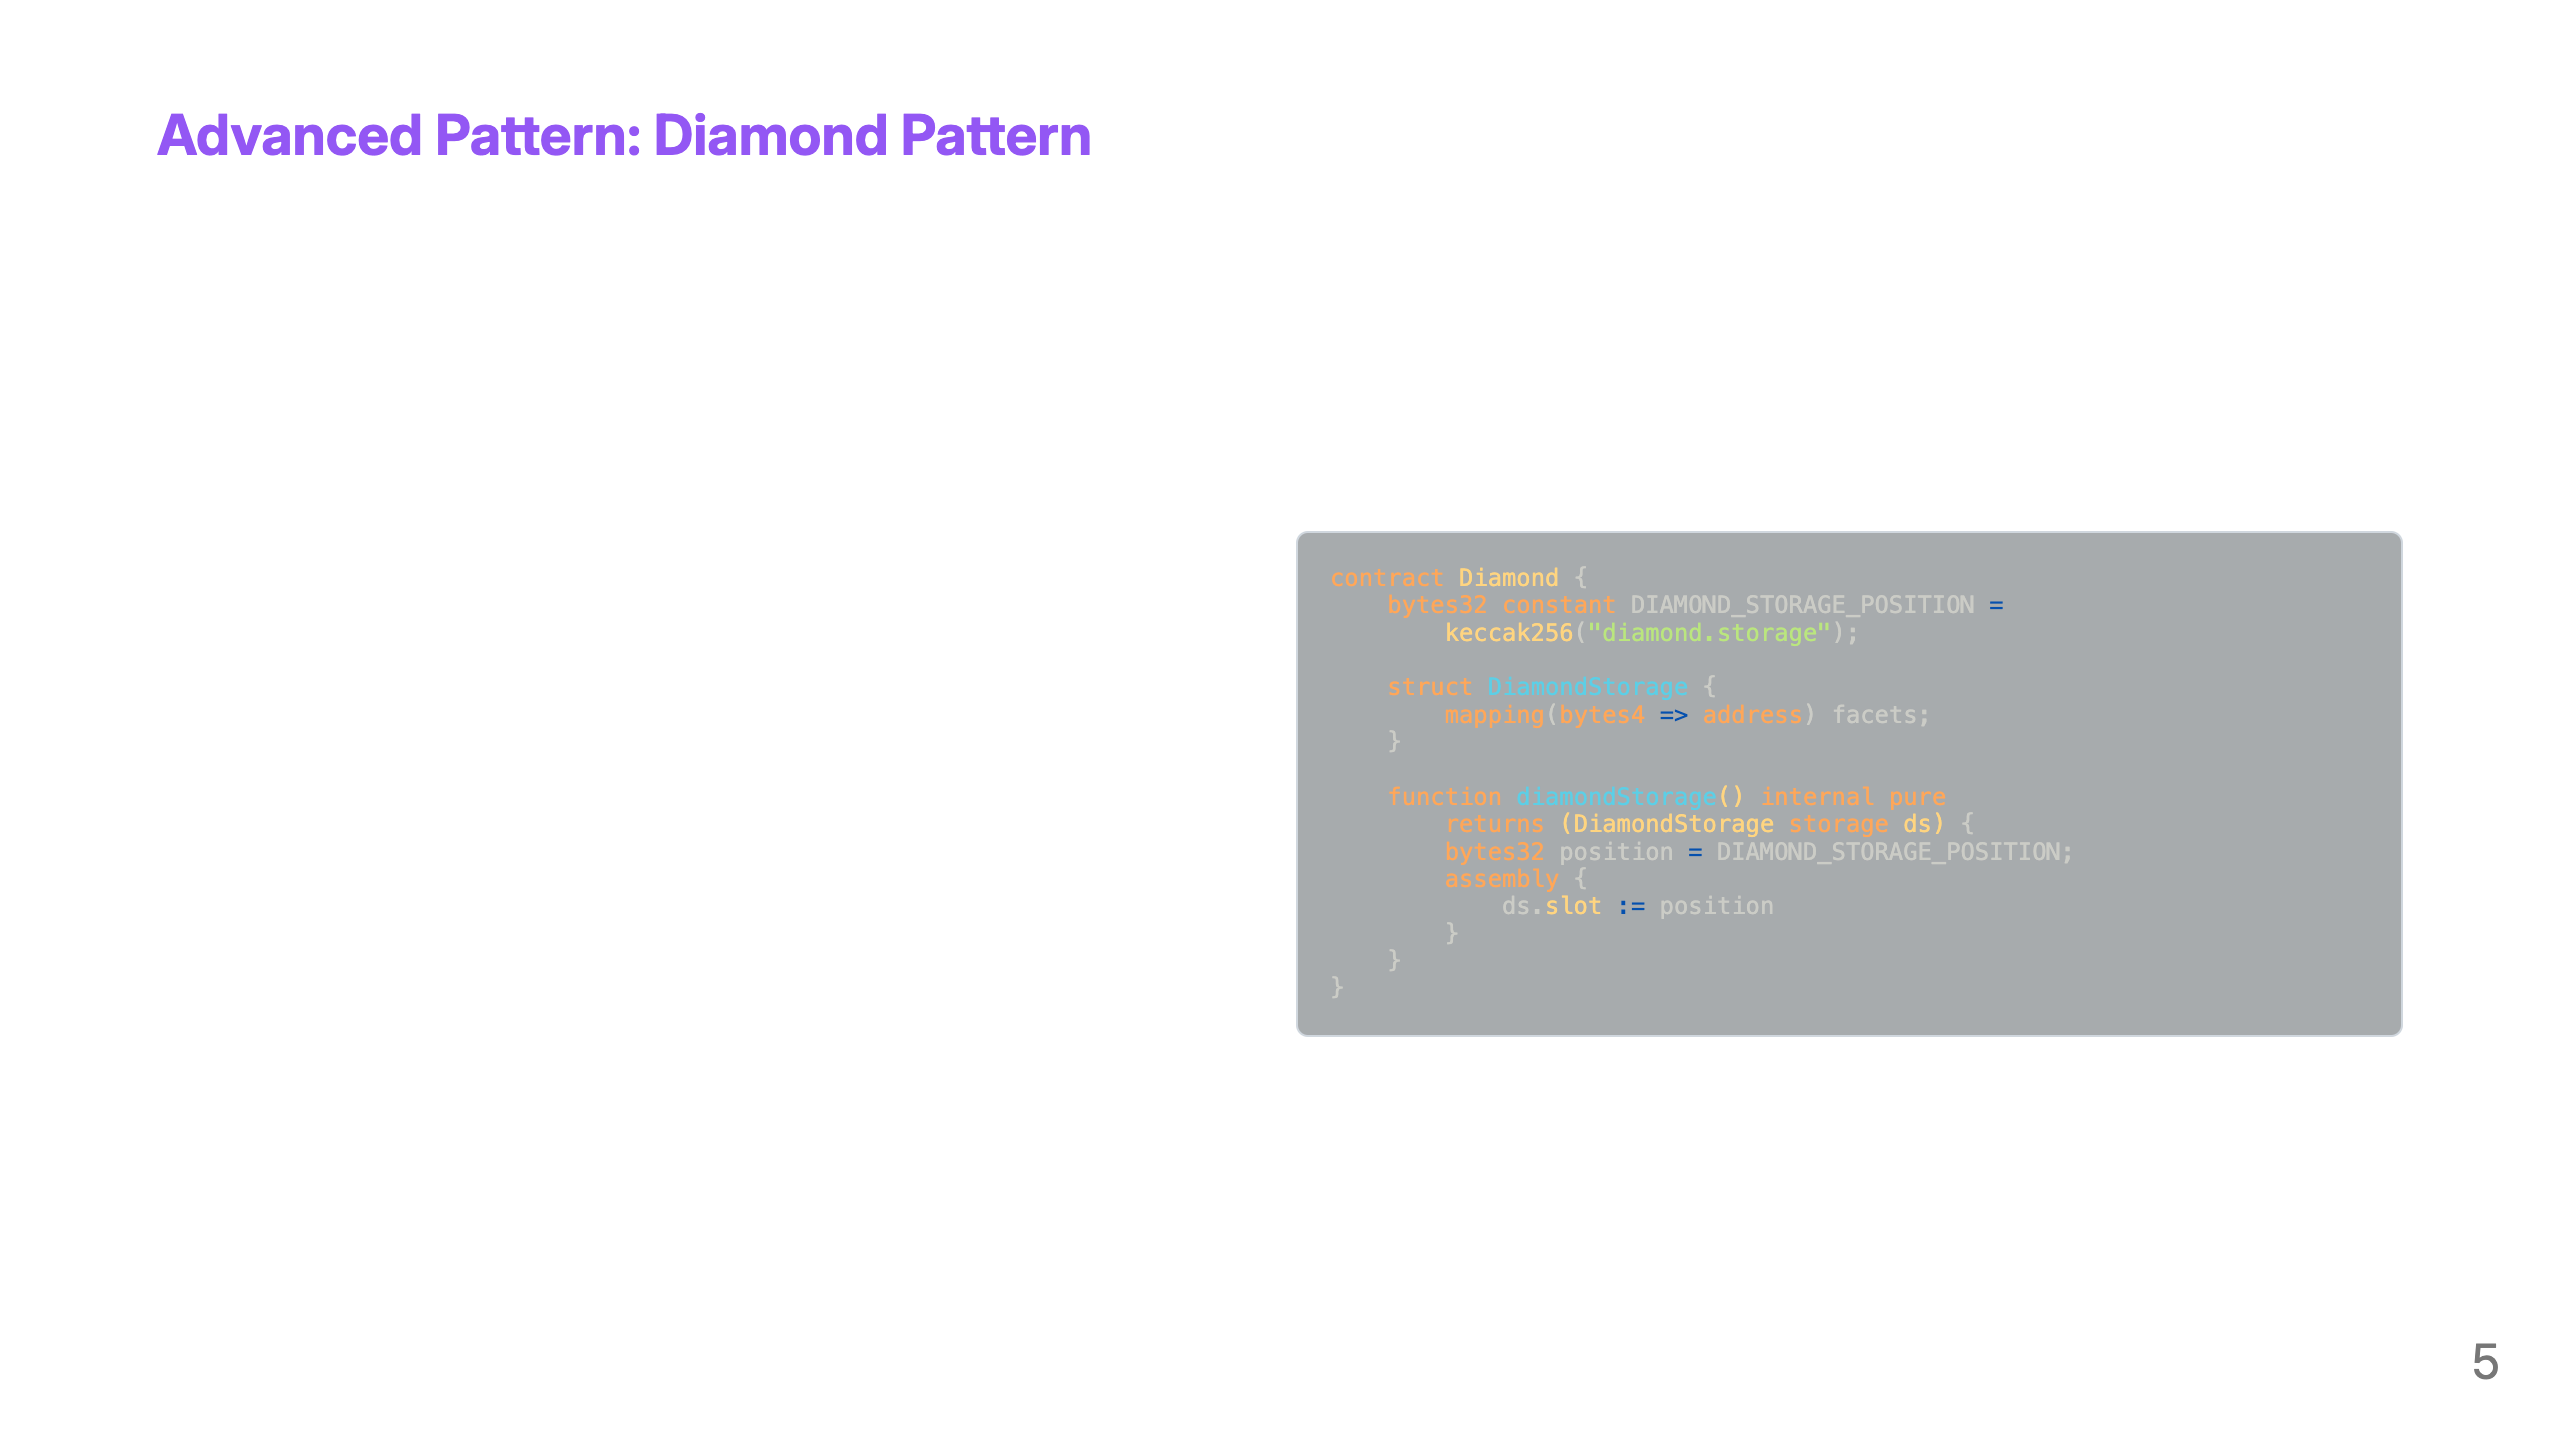 Advanced Pattern: Diamond Pattern
contract Diamond {
    bytes32 constant DIAMOND_STORAGE_POSITION =
        keccak256("diamond.storage");

    struct DiamondStorage {
        mapping(bytes4 => address) facets;
    }

    function diamondStorage() internal pure
        returns (DiamondStorage storage ds) {
        bytes32 position = DIAMOND_STORAGE_POSITION;
        assembly {
            ds.slot := position
        }
    }
}
5